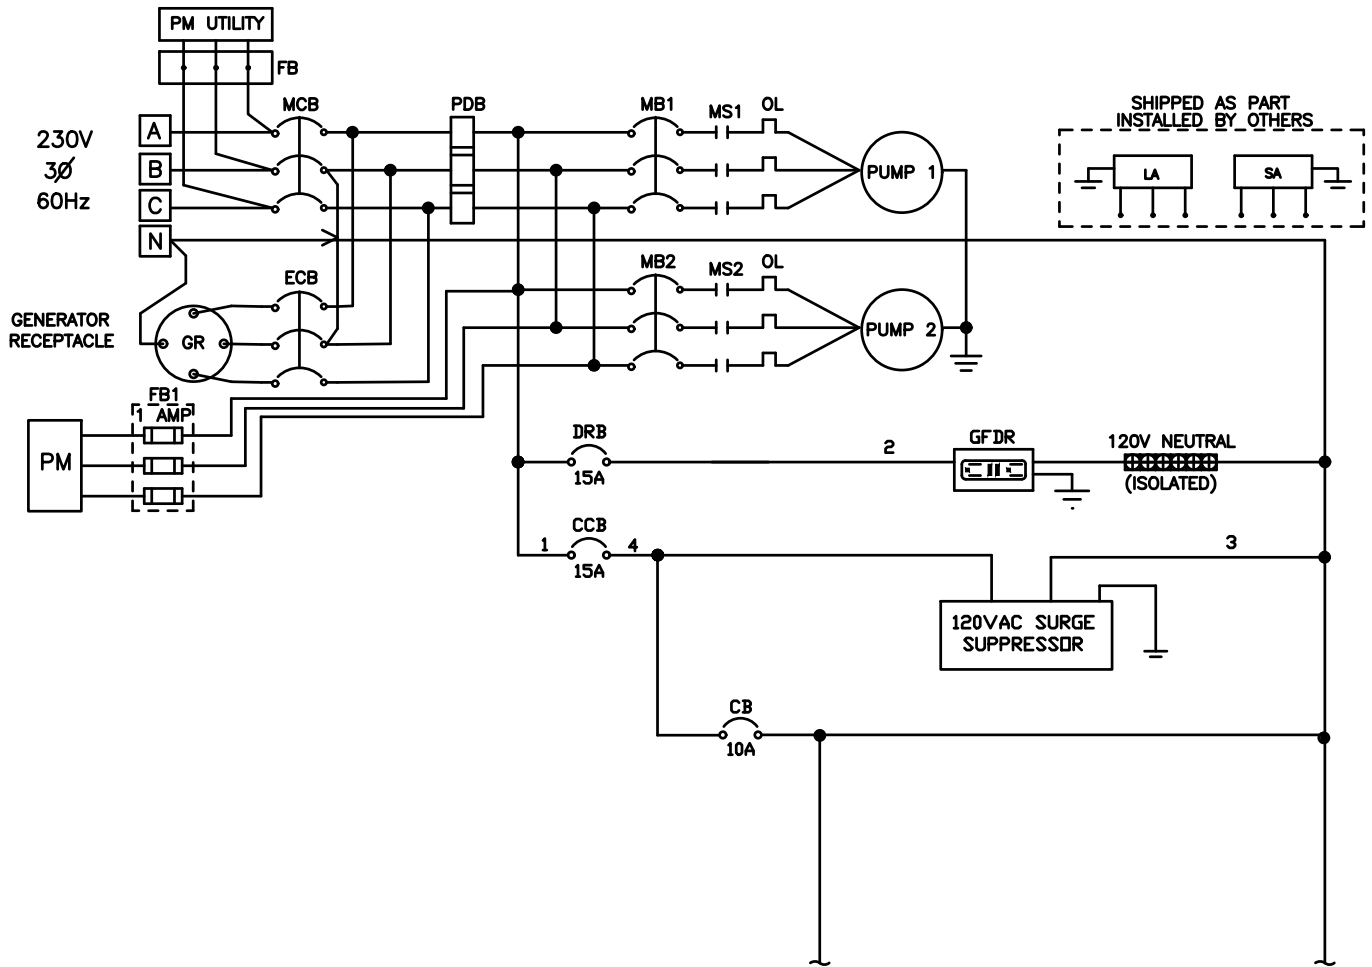 PM UTILITY
FB
MCB
PDB
MB1
MS1
OL
SHIPPED AS PART
INSTALLED BY OTHERS
230V
3Ø
60Hz
A
B
C
N
PUMP 1
LA
SA
ECB
MB2
MS2
OL
GENERATOR
RECEPTACLE
GR
PUMP 2
FB1
1 AMP
PM
DRB
15A
2
GFDR
120V NEUTRAL
(ISOLATED)
CCB
1
4
15A
3
120VAC SURGE
SUPPRESSOR
CB
10A